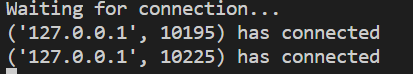 Waiting for connection...
('127.0.0.1', 10195) has connected
('127.0.0.1', 10225) has connected